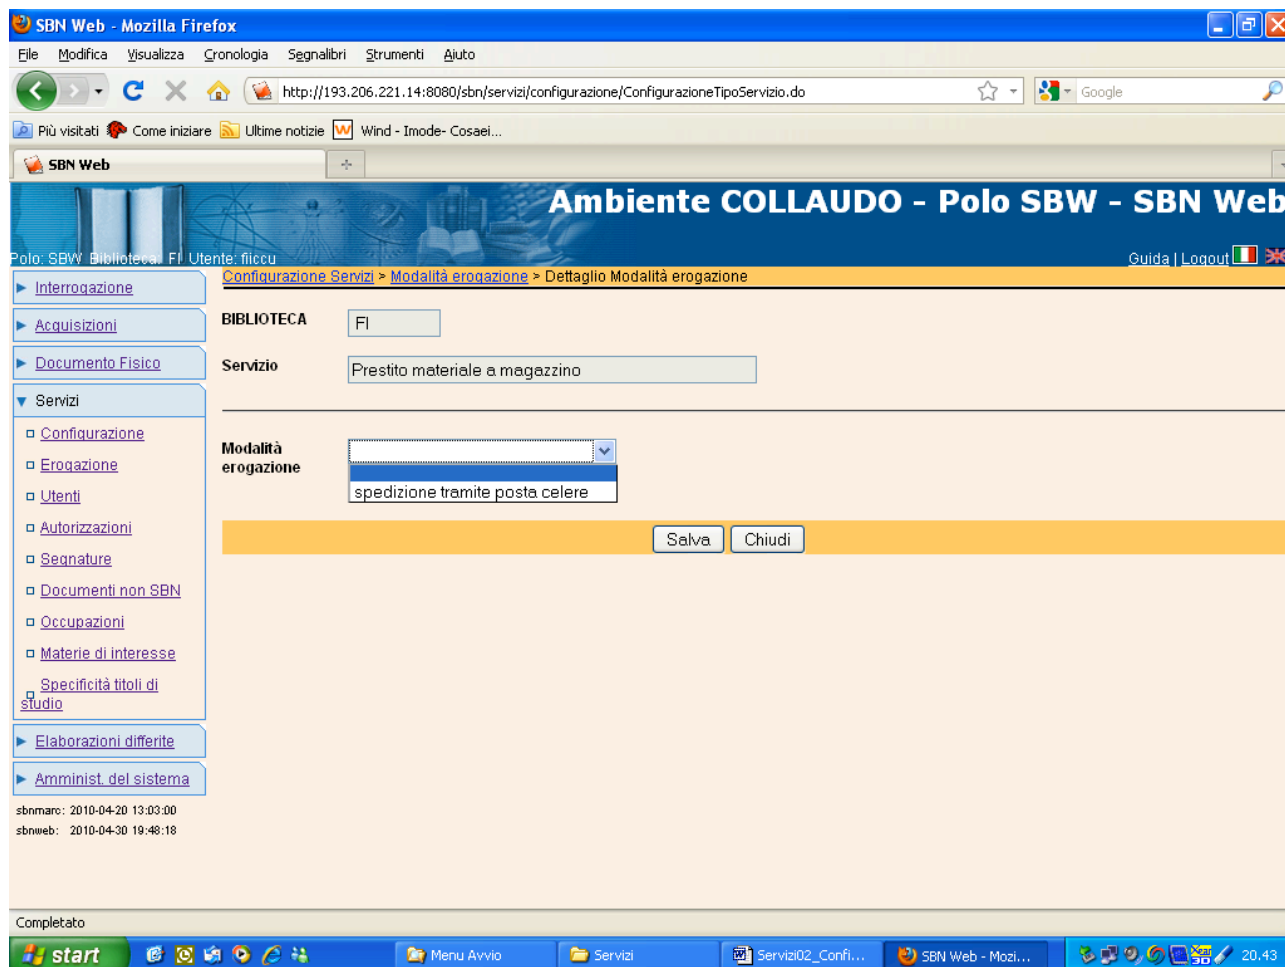 SBN Web - Mozilla Firefox
File Modifica Visualizza Cronologia Segnalibri Strumenti Aiuto
http://193.206.221.14:8080/sbn/servizi/configurazione/ConfigurazioneTipoServizio.do Google
Più visitati Come iniziare Ultime notizie Wind - Imode- Cosaei...
SBN Web
Ambiente COLLAUDO - Polo SBW - SBN Web
Polo: SBW Biblioteca: FI Utente: fiiccu Guida | Logout
Configurazione Servizi > Modalità erogazione > Dettaglio Modalità erogazione
Interrogazione
Acquisizioni
Documento Fisico
Servizi
Configurazione
Erogazione
Utenti
Autorizzazioni
Segnature
Documenti non SBN
Occupazioni
Materie di interesse
Specificità titoli di
studio
Elaborazioni differite
Amminist. del sistema
sbnmarc: 2010-04-20 13:03:00
sbnweb: 2010-04-30 19:48:18
BIBLIOTECA FI
Servizio Prestito materiale a magazzino
Modalità
erogazione
spedizione tramite posta celere
Salva Chiudi
Completato
start Menu Avvio Servizi Servizi02_Confi... SBN Web - Mozi... 20.43